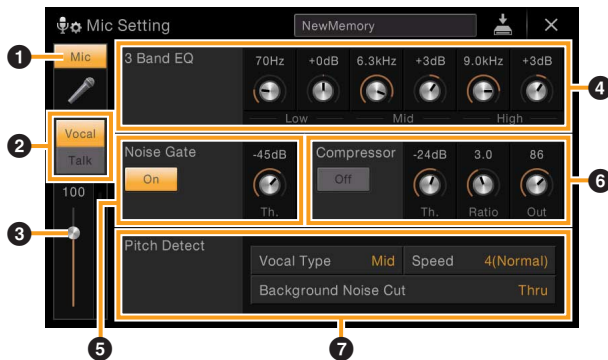 Mic Setting NewMemory
1 Mic
3 Band EQ 70Hz +0dB 6.3kHz +3dB 9.0kHz +3dB
4
Low Mid High
2 Vocal
Talk
Noise Gate -45dB Compressor -24dB 3.0 86
On Off
6
Th. Th. Ratio Out
100
3
Pitch Detect
Vocal Type Mid Speed 4(Normal)
Background Noise Cut Thru
5 7